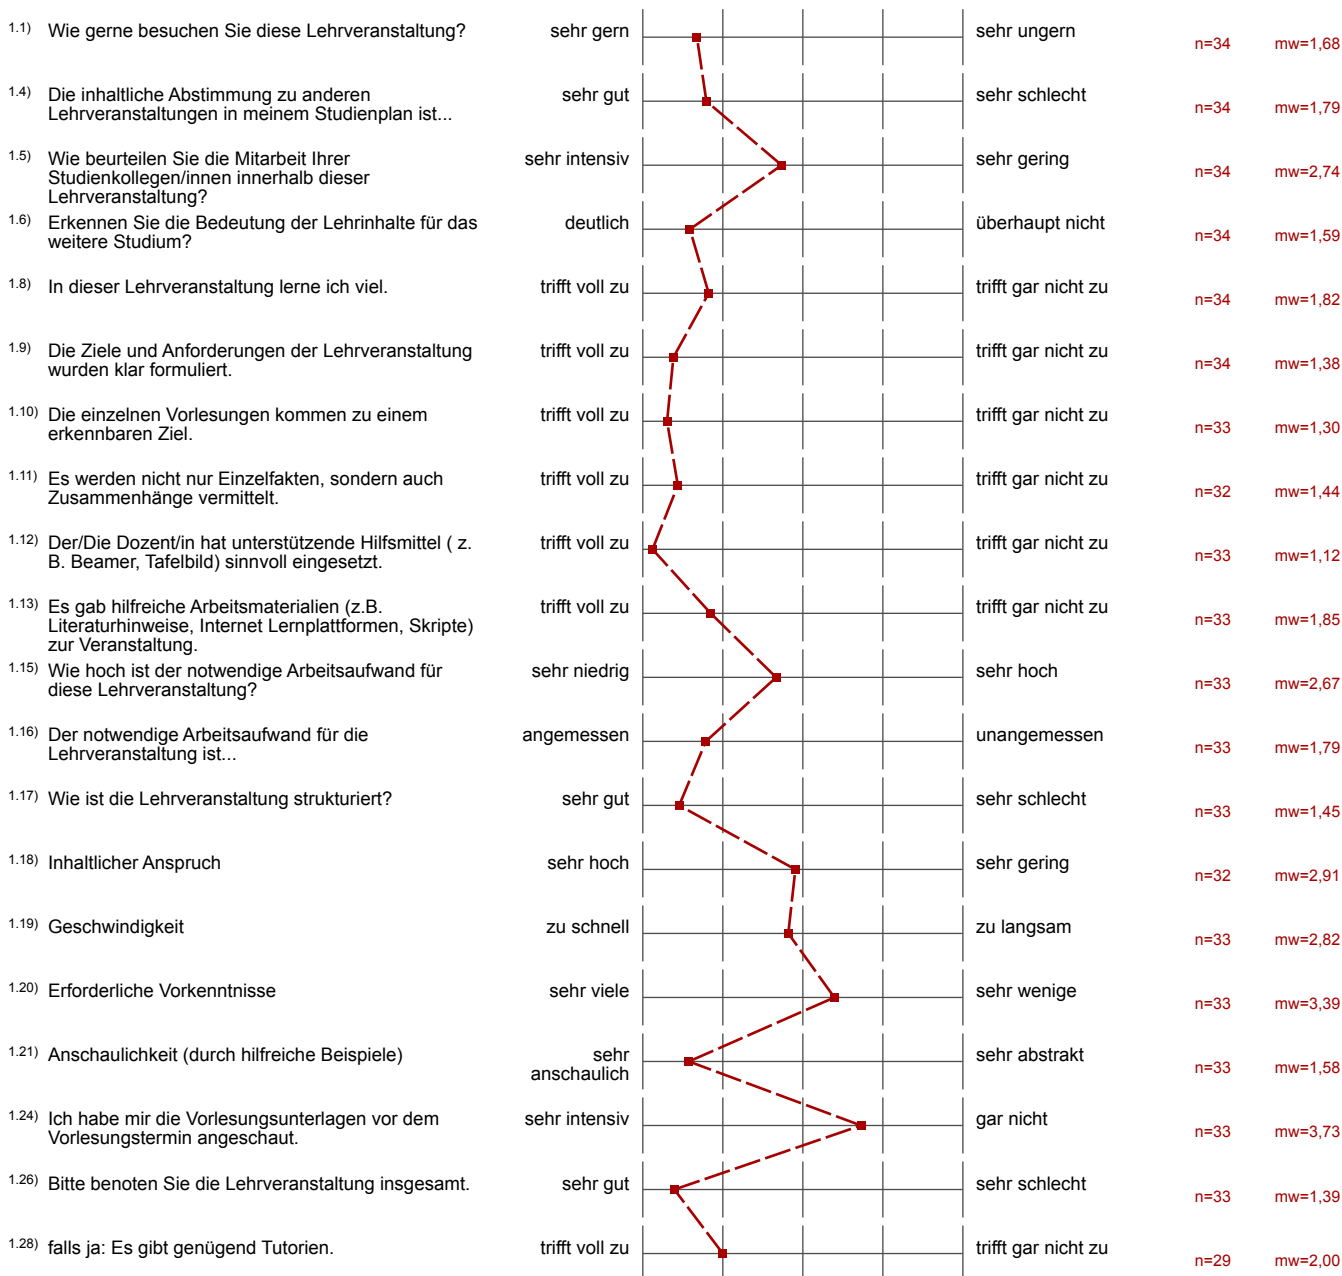 1.1) Wie gerne besuchen Sie diese Lehrveranstaltung? sehr gern sehr ungern n=34 mw=1,68
1.4) Die inhaltliche Abstimmung zu anderen
Lehrveranstaltungen in meinem Studienplan ist... sehr gut sehr schlecht n=34 mw=1,79
1.5) Wie beurteilen Sie die Mitarbeit Ihrer
Studienkollegen/innen innerhalb dieser
Lehrveranstaltung? sehr intensiv sehr gering n=34 mw=2,74
1.6) Erkennen Sie die Bedeutung der Lehrinhalte für das
weitere Studium? deutlich überhaupt nicht n=34 mw=1,59
1.8) In dieser Lehrveranstaltung lerne ich viel. trifft voll zu trifft gar nicht zu n=34 mw=1,82
1.9) Die Ziele und Anforderungen der Lehrveranstaltung
wurden klar formuliert. trifft voll zu trifft gar nicht zu n=34 mw=1,38
1.10) Die einzelnen Vorlesungen kommen zu einem
erkennbaren Ziel. trifft voll zu trifft gar nicht zu n=33 mw=1,30
1.11) Es werden nicht nur Einzelfakten, sondern auch
Zusammenhänge vermittelt. trifft voll zu trifft gar nicht zu n=32 mw=1,44
1.12) Der/Die Dozent/in hat unterstützende Hilfsmittel ( z.
B. Beamer, Tafelbild) sinnvoll eingesetzt. trifft voll zu trifft gar nicht zu n=33 mw=1,12
1.13) Es gab hilfreiche Arbeitsmaterialien (z.B.
Literaturhinweise, Internet Lernplattformen, Skripte)
zur Veranstaltung. trifft voll zu trifft gar nicht zu n=33 mw=1,85
1.15) Wie hoch ist der notwendige Arbeitsaufwand für
diese Lehrveranstaltung? sehr niedrig sehr hoch n=33 mw=2,67
1.16) Der notwendige Arbeitsaufwand für die
Lehrveranstaltung ist... angemessen unangemessen n=33 mw=1,79
1.17) Wie ist die Lehrveranstaltung strukturiert? sehr gut sehr schlecht n=33 mw=1,45
1.18) Inhaltlicher Anspruch sehr hoch sehr gering n=32 mw=2,91
1.19) Geschwindigkeit zu schnell zu langsam n=33 mw=2,82
1.20) Erforderliche Vorkenntnisse sehr viele sehr wenige n=33 mw=3,39
1.21) Anschaulichkeit (durch hilfreiche Beispiele) sehr
anschaulich sehr abstrakt n=33 mw=1,58
1.24) Ich habe mir die Vorlesungsunterlagen vor dem
Vorlesungstermin angeschaut. sehr intensiv gar nicht n=33 mw=3,73
1.26) Bitte benoten Sie die Lehrveranstaltung insgesamt. sehr gut sehr schlecht n=33 mw=1,39
1.28) falls ja: Es gibt genügend Tutorien. trifft voll zu trifft gar nicht zu n=29 mw=2,00